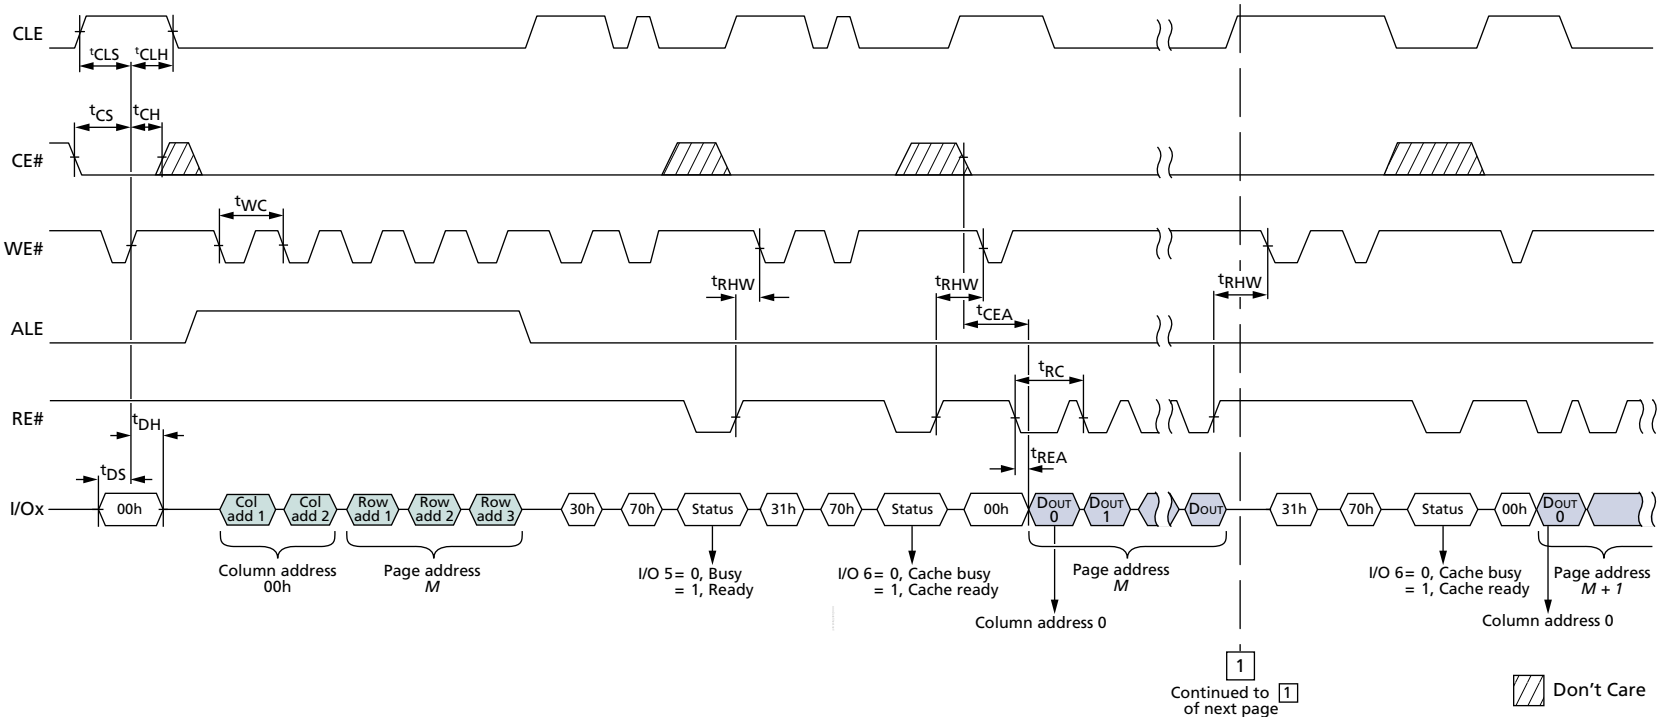 CLE
tCLS
tCLH
tCS
tCH
CE#
tWC
WE#
tRHW
tRHW
tRHW
tCEA
ALE
tRC
RE#
tDH
tREA
tDS
I/Ox
00h
Col add 1
Col add 2
Row add 1
Row add 2
Row add 3
30h
70h
Status
31h
70h
Status
00h
DOUT 0
DOUT 1
DOUT
31h
70h
Status
00h
DOUT 0
Column address
00h
Page address
M
I/O 5 = 0, Busy
= 1, Ready
I/O 6 = 0, Cache busy
= 1, Cache ready
Page address
M
Column address 0
I/O 6 = 0, Cache busy
= 1, Cache ready
Page address
M + 1
Column address 0
1
Continued to 1
of next page
Don't Care